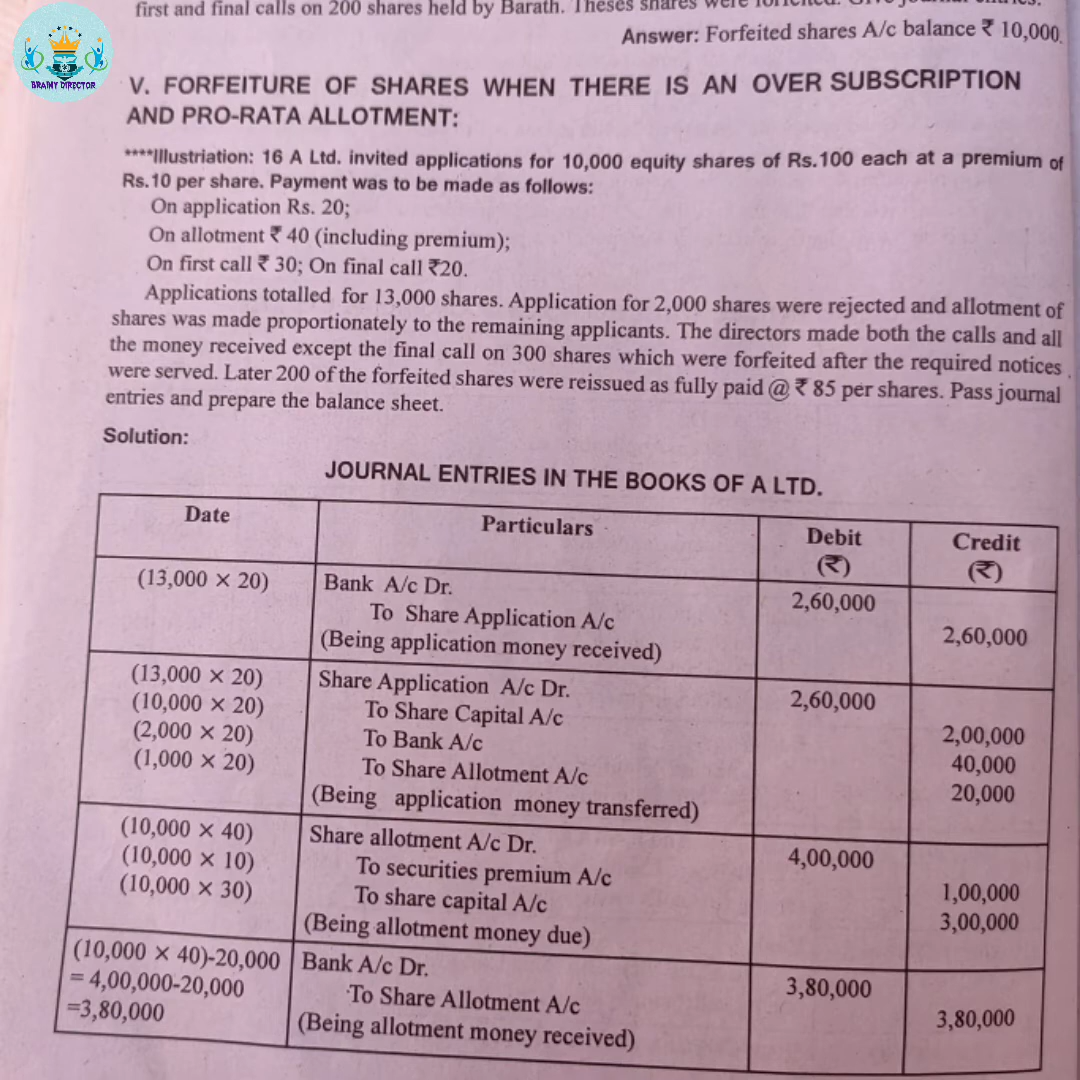 first and final calls on 200 shares held by Barath. Theses shares were
Answer: Forfeited shares A/c balance ₹ 10,000.
BRAINY DIRECTOR
V. FORFEITURE OF SHARES WHEN THERE IS AN OVER SUBSCRIPTION
AND PRO-RATA ALLOTMENT:
****Illustriation: 16 A Ltd. invited applications for 10,000 equity shares of Rs.100 each at a premium of
Rs.10 per share. Payment was to be made as follows:
On application Rs. 20;
On allotment ₹ 40 (including premium);
On first call ₹ 30; On final call ₹20.
Applications totalled for 13,000 shares. Application for 2,000 shares were rejected and allotment of
shares was made proportionately to the remaining applicants. The directors made both the calls and all
the money received except the final call on 300 shares which were forfeited after the required notices
were served. Later 200 of the forfeited shares were reissued as fully paid @ ₹ 85 per shares. Pass journal
entries and prepare the balance sheet.
Solution:
JOURNAL ENTRIES IN THE BOOKS OF A LTD.
Date Particulars Debit (₹) Credit (₹)
(13,000 × 20) Bank A/c Dr. 2,60,000
To Share Application A/c 2,60,000
(Being application money received)
(13,000 × 20) Share Application A/c Dr. 2,60,000
(10,000 × 20) To Share Capital A/c 2,00,000
(2,000 × 20) To Bank A/c 40,000
(1,000 × 20) To Share Allotment A/c 20,000
(Being application money transferred)
(10,000 × 40) Share allotment A/c Dr. 4,00,000
(10,000 × 10) To securities premium A/c 1,00,000
(10,000 × 30) To share capital A/c 3,00,000
(Being allotment money due)
(10,000 × 40)-20,000 Bank A/c Dr. 3,80,000
= 4,00,000-20,000 To Share Allotment A/c 3,80,000
=3,80,000 (Being allotment money received)